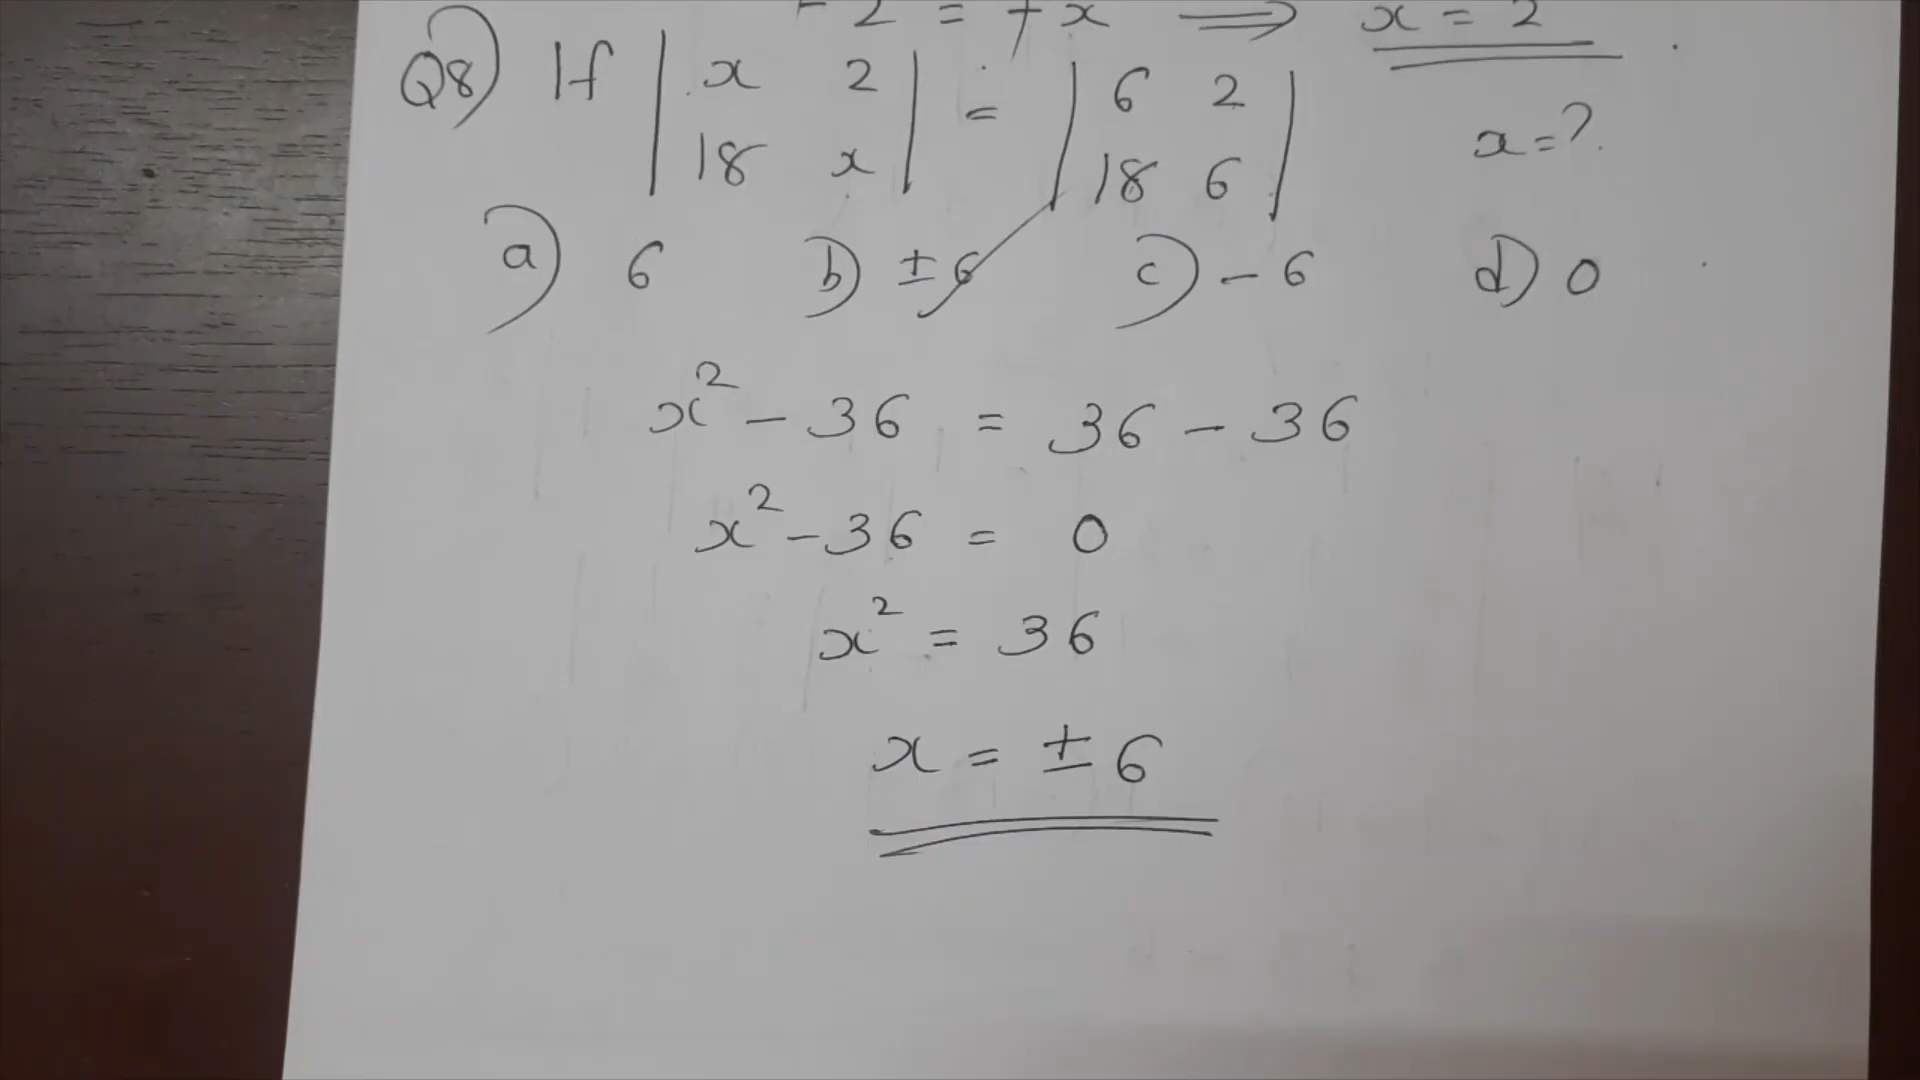 - 2 = + x ⟹ x = 2
Q8) If | x 2 | = | 6 2 | x = ?
| 18 x | | 18 6 |
a) 6 b) ± 6 c) - 6 d) 0
x² - 36 = 36 - 36
x² - 36 = 0
x² = 36
x = ± 6